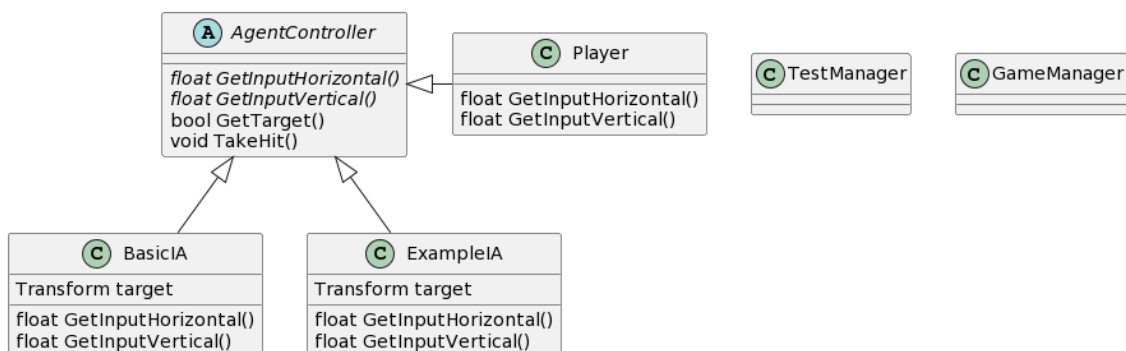 A AgentController
float GetInputHorizontal()
float GetInputVertical()
bool GetTarget()
void TakeHit()
C Player
float GetInputHorizontal()
float GetInputVertical()
C TestManager
C GameManager
C BasicIA
Transform target
float GetInputHorizontal()
float GetInputVertical()
C ExampleIA
Transform target
float GetInputHorizontal()
float GetInputVertical()